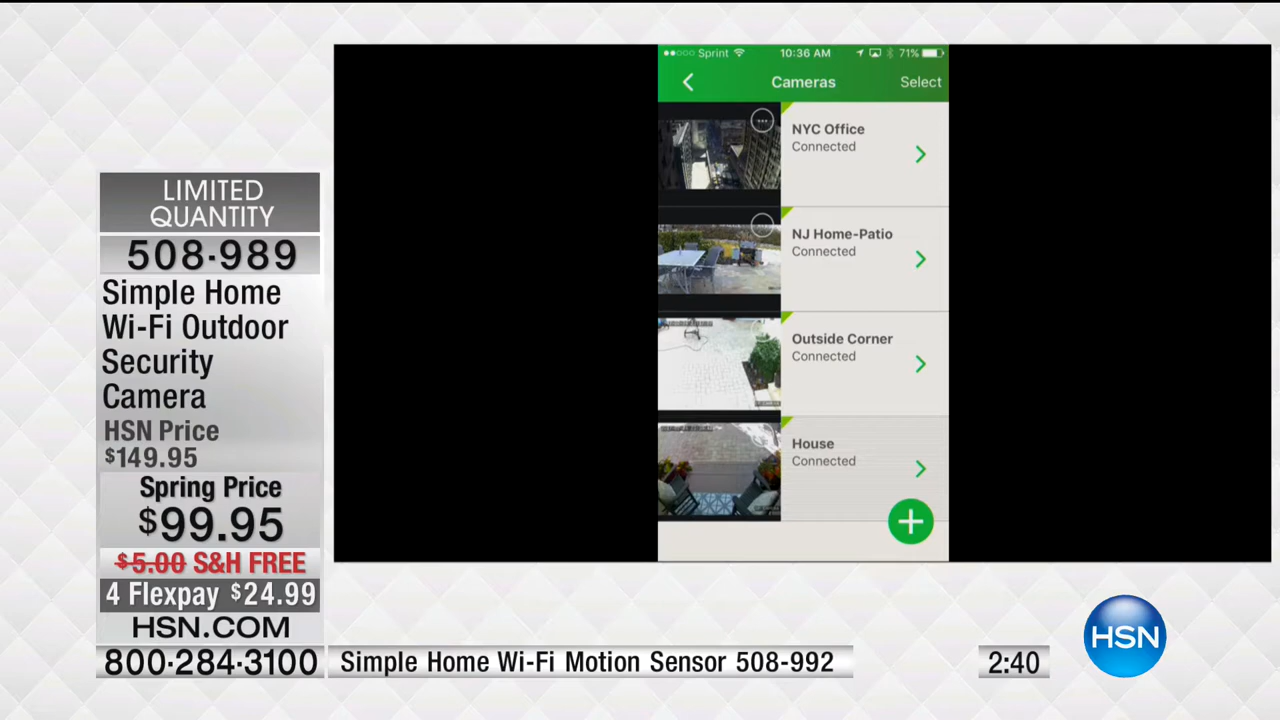 LIMITED
QUANTITY
508·989
Simple Home
Wi-Fi Outdoor
Security
Camera
HSN Price
$149.95
Spring Price
$99.95
$5.00 S&H FREE
4 Flexpay $24.99
HSN.COM
800·284·3100
Sprint 10:36 AM 71%
Cameras Select
NYC Office
Connected
NJ Home-Patio
Connected
Outside Corner
Connected
House
Connected
Simple Home Wi-Fi Motion Sensor 508-992
2:40
HSN